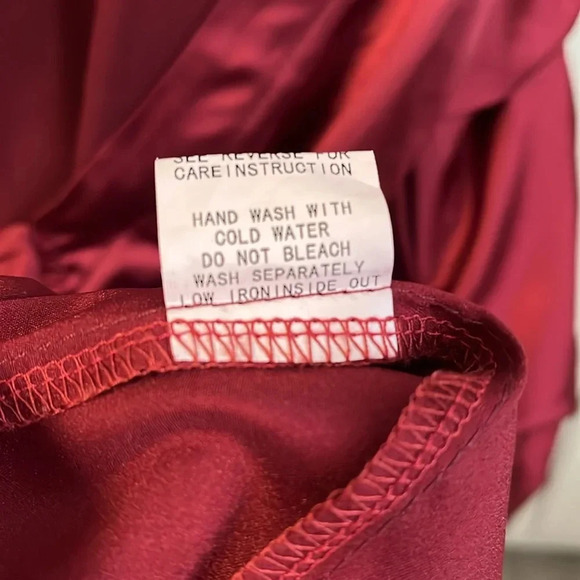 SEE REVERSE FOR
CAREINSTRUCTION
HAND WASH WITH
COLD WATER
DO NOT BLEACH
WASH SEPARATELY
LOW IRONINSIDE OUT